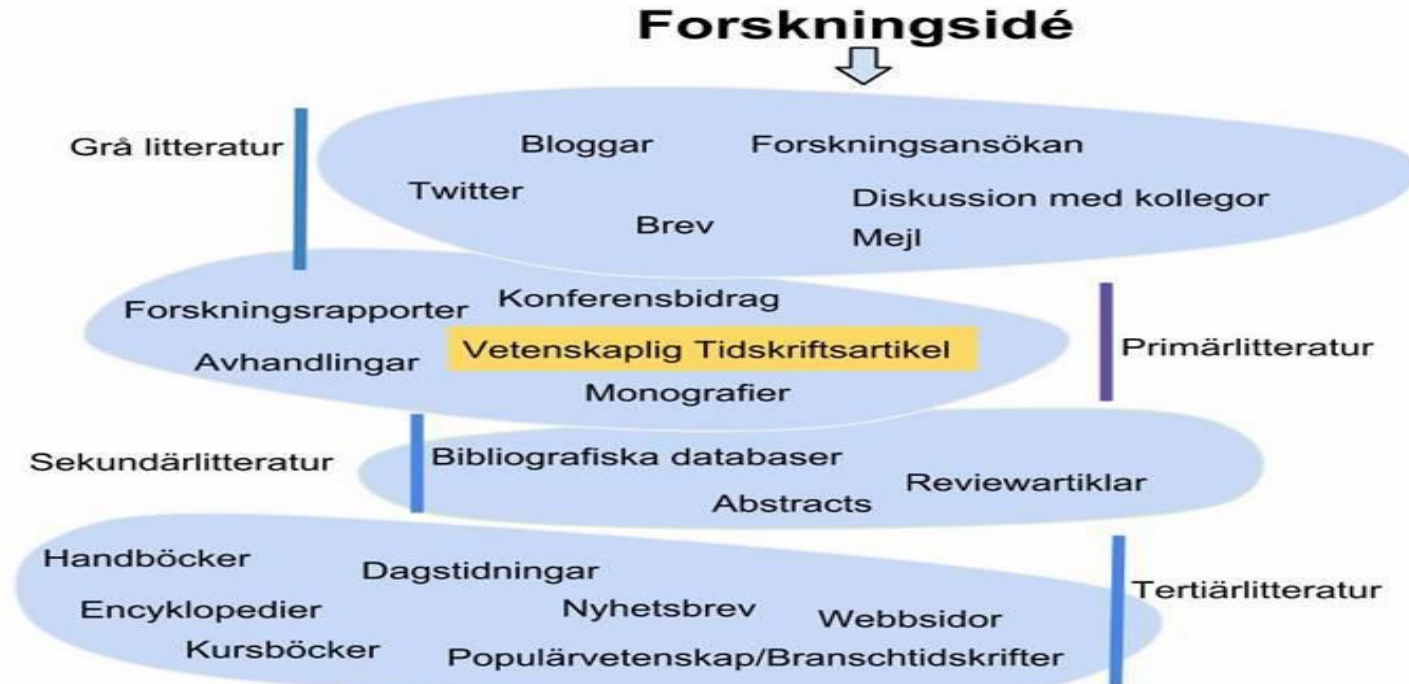 Forskningsidé
Grå litteratur
Bloggar
Forskningsansökan
Twitter
Diskussion med kollegor
Brev
Mejl
Forskningsrapporter
Konferensbidrag
Avhandlingar
Vetenskaplig Tidskriftsartikel
Monografier
Primärlitteratur
Sekundärlitteratur
Bibliografiska databaser
Abstracts
Reviewartiklar
Handböcker
Dagstidningar
Encyklopedier
Nyhetsbrev
Webbsidor
Kursböcker
Populärvetenskap/Branschtidskrifter
Tertiärlitteratur